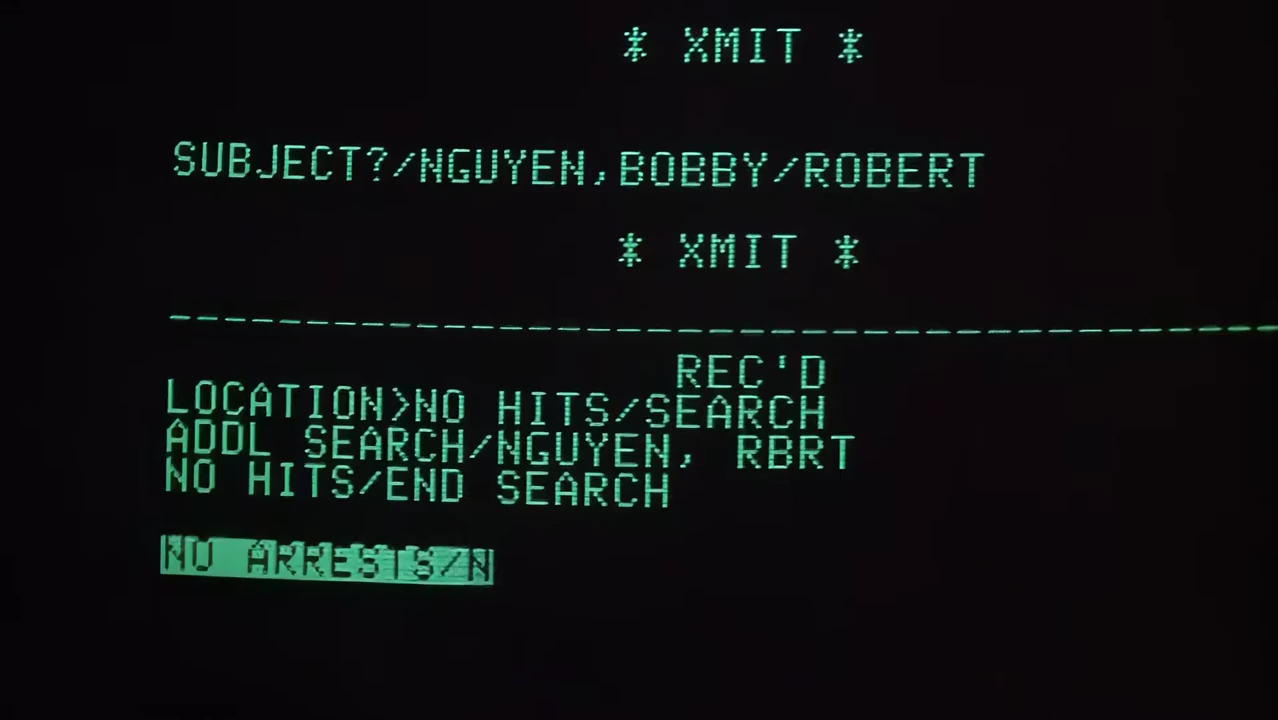 * XMIT *
SUBJECT?/NGUYEN,BOBBY/ROBERT
* XMIT *
REC'D
LOCATION>NO HITS/SEARCH
ADDL SEARCH/NGUYEN, RBRT
NO HITS/END SEARCH
NO ARRESTS/N